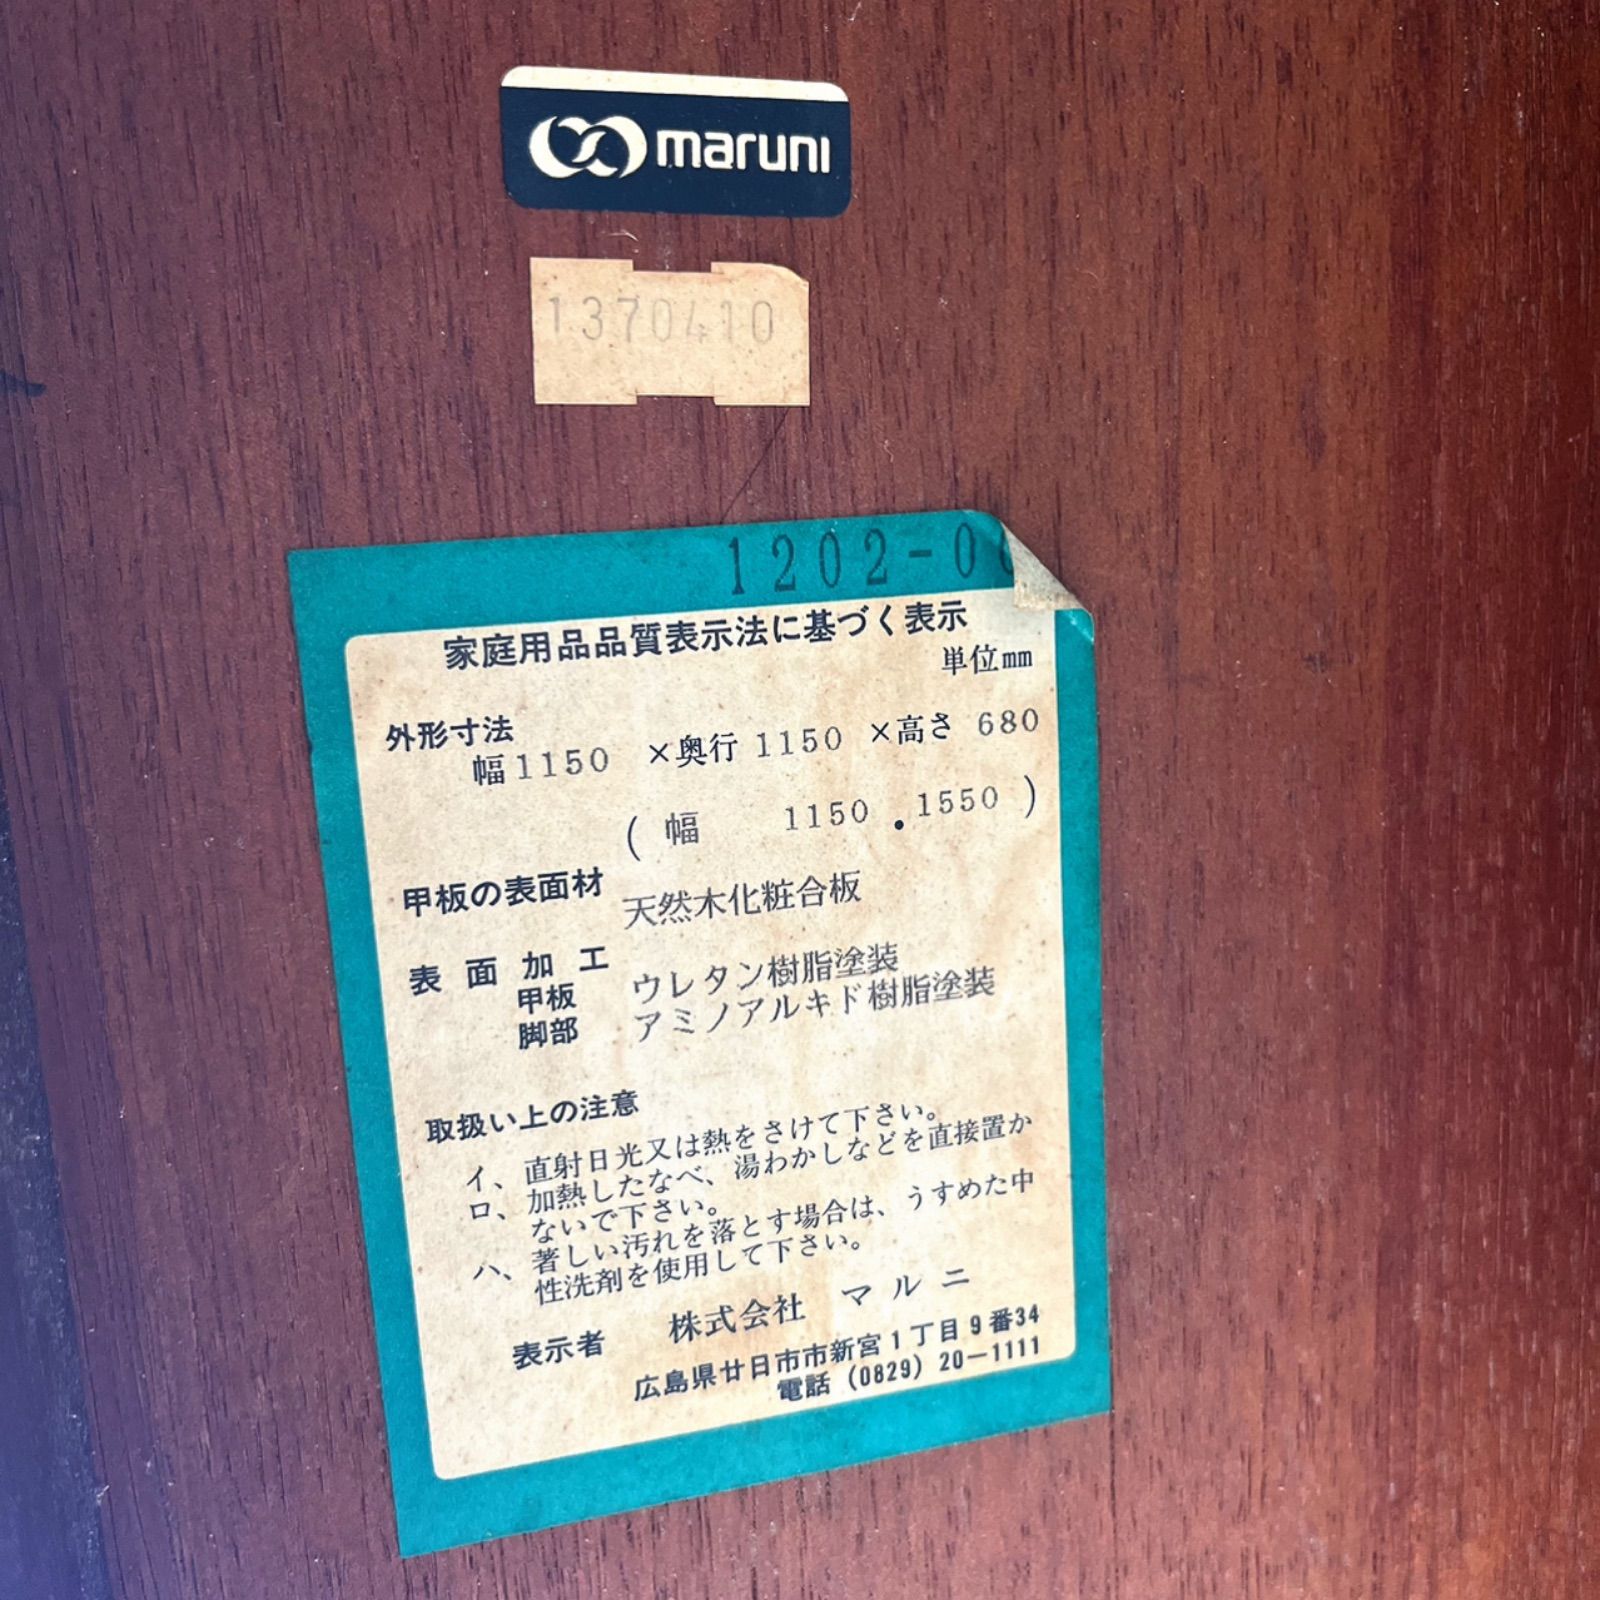 maruni
1370410
1202-0
家庭用品品質表示法に基づく表示
単位mm
外形寸法
幅1150 ×奥行 1150 ×高さ 680
( 幅 1150 . 1550 )
甲板の表面材 天然木化粧合板
表面加工
甲板 ウレタン樹脂塗装
脚部 アミノアルキド樹脂塗装
取扱い上の注意
イ、直射日光又は熱をさけて下さい。
ロ、加熱したなべ、湯わかしなどを直接置か
ないで下さい。
ハ、著しい汚れを落とす場合は、うすめた中
性洗剤を使用して下さい。
表示者 株式会社 マルニ
広島県廿日市市新宮1丁目9番34
電話 (0829) 20-1111